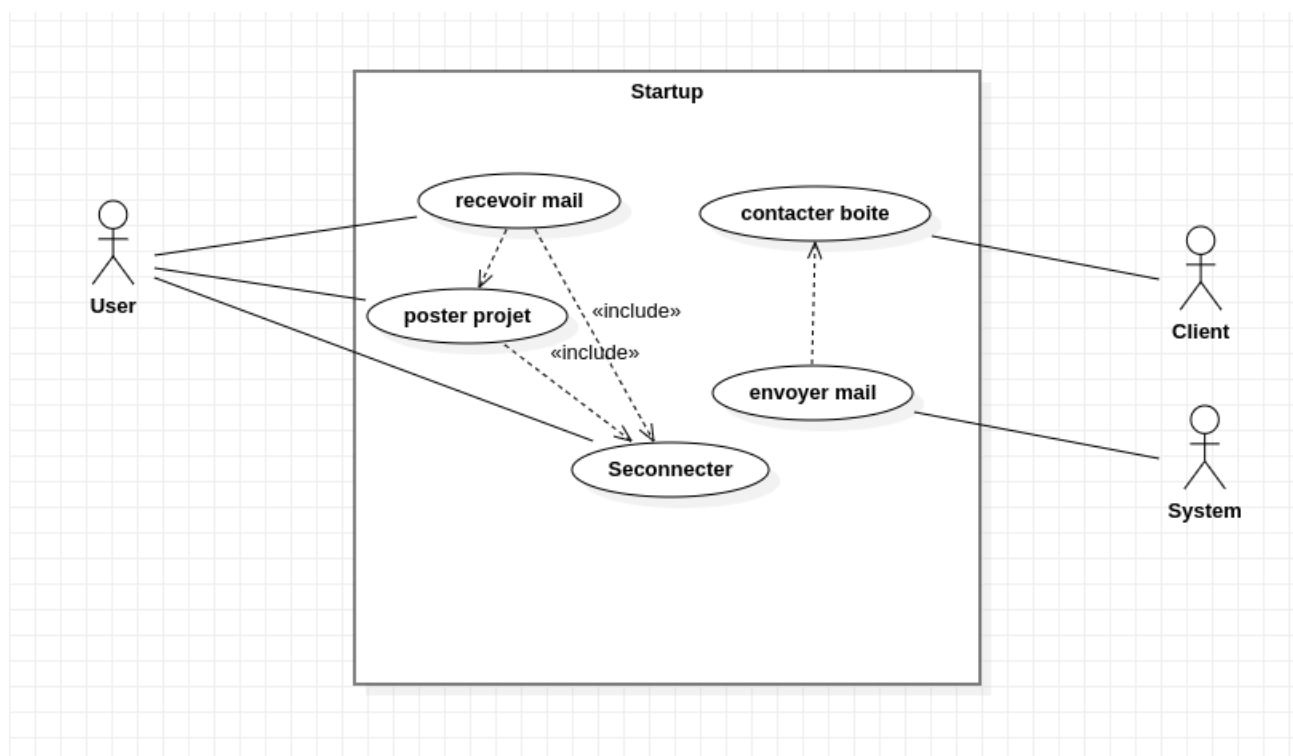 Startup
recevoir mail
contacter boite
User
poster projet
«include»
Client
«include»
envoyer mail
Seconnecter
System